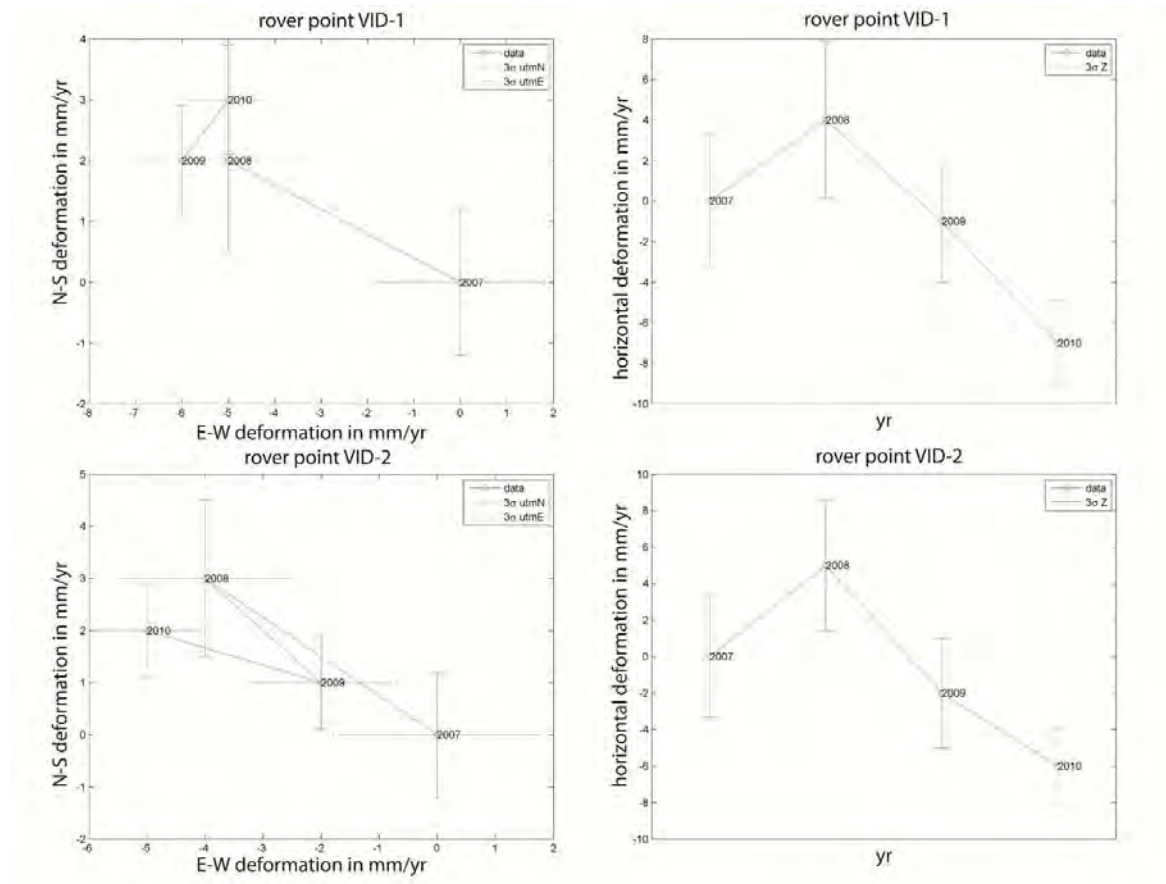 rover point VID-1
4
3
2
1
0
-1
-2
N-S deformation in mm/yr
data
3σ utmN
3σ utmE
2010
2009
2008
2007
-8 -7 -6 -5 -4 -3 -2 -1 0 1 2
E-W deformation in mm/yr
rover point VID-1
8
6
4
2
0
-2
-4
-6
-8
-10
horizontal deformation in mm/yr
data
3σ Z
2008
2007
2009
2010
yr
rover point VID-2
5
4
3
2
1
0
-1
-2
N-S deformation in mm/yr
data
3σ utmN
3σ utmE
2008
2010
2009
2007
-6 -5 -4 -3 -2 -1 0 1 2
E-W deformation in mm/yr
rover point VID-2
10
8
6
4
2
0
-2
-4
-6
-8
-10
horizontal deformation in mm/yr
data
3σ Z
2008
2007
2009
2010
yr